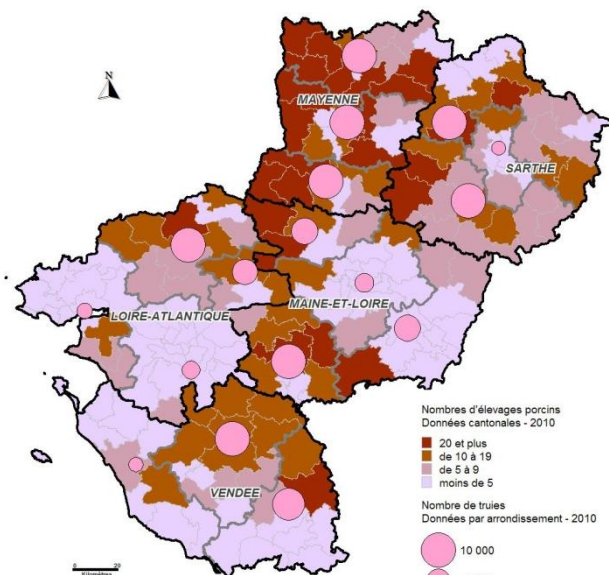 N
MAYENNE
SARTHE
LOIRE-ATLANTIQUE
MAINE-ET-LOIRE
VENDEE
Nombres d'élevages porcins
Données cantonales - 2010
20 et plus
de 10 à 19
de 5 à 9
moins de 5
Nombre de truies
Données par arrondissement - 2010
10 000
0 20
Kilomètres